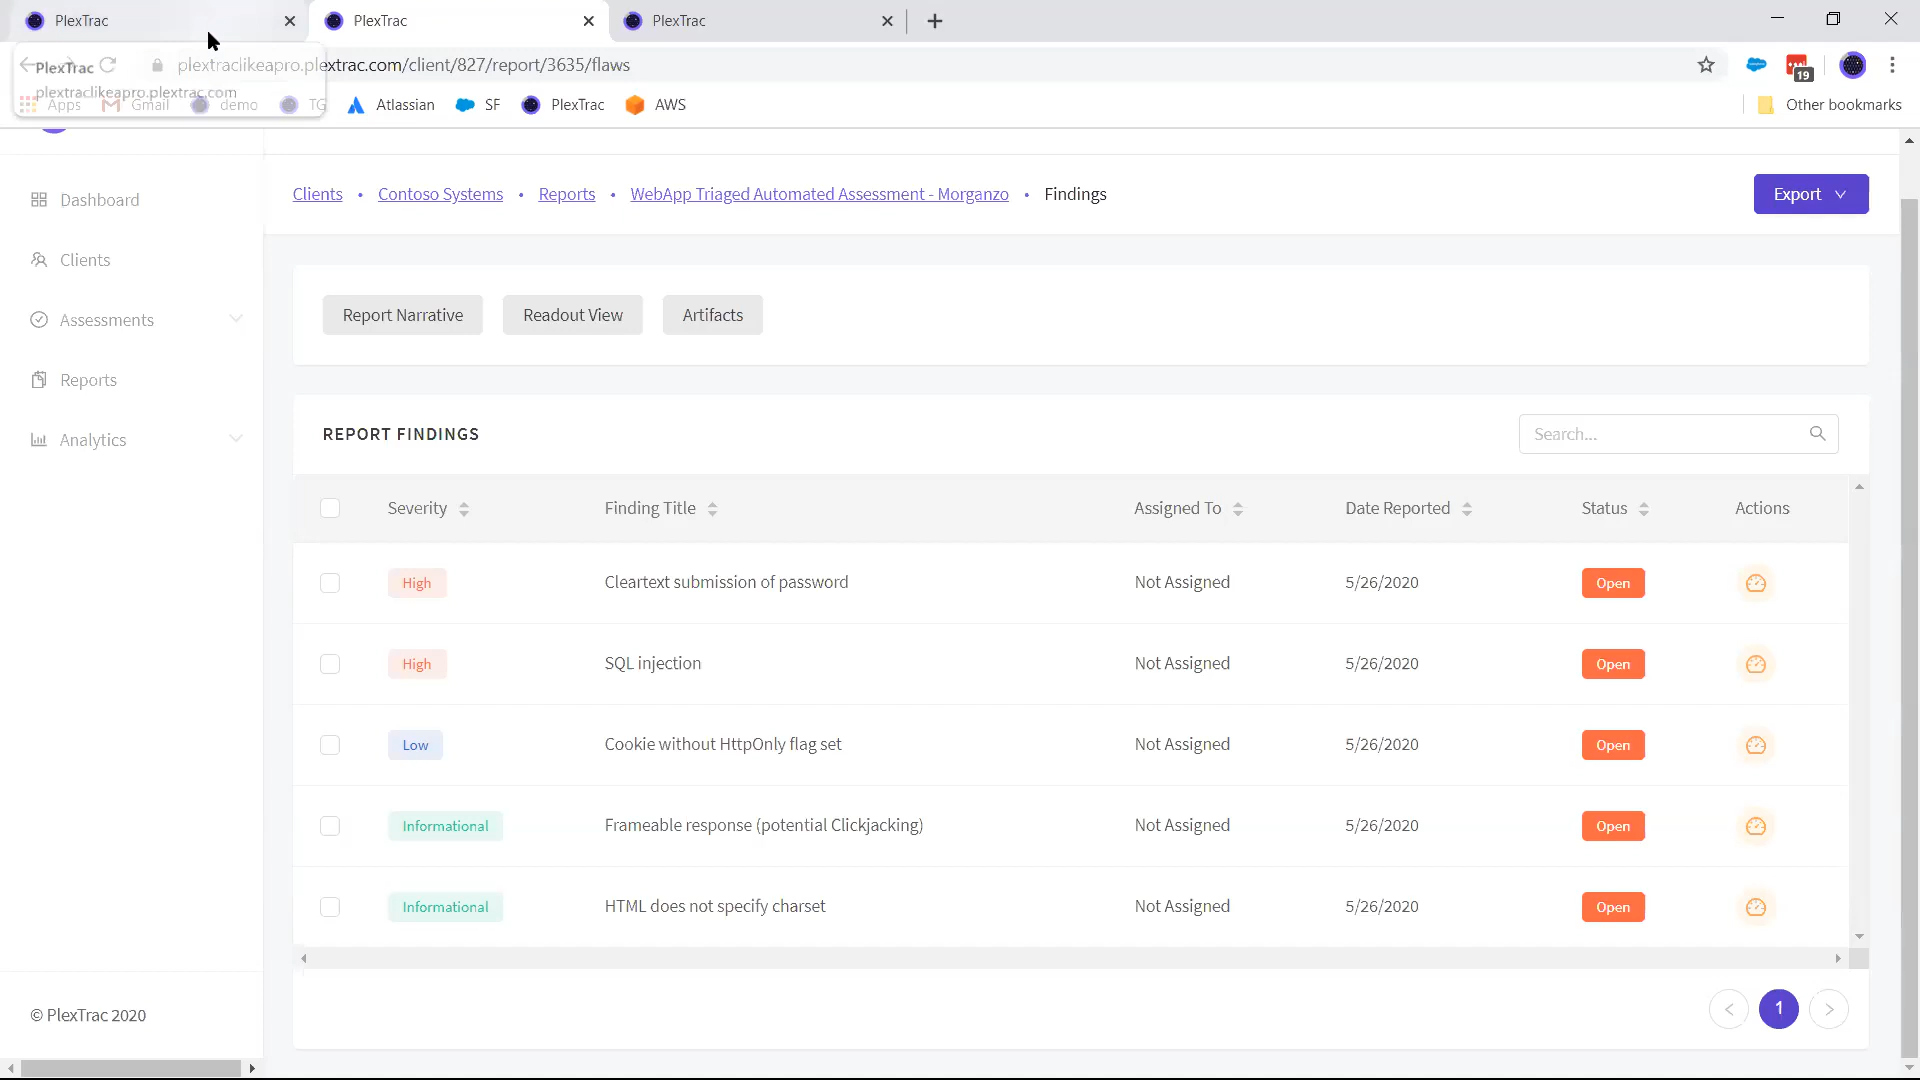 PlexTrac
PlexTrac
PlexTrac
PlexTrac
plextraclikeapro.plextrac.com
plextraclikeapro.plextrac.com/client/827/report/3635/flaws
19
Apps
Gmail
demo
TG
Atlassian
SF
PlexTrac
AWS
Other bookmarks
Dashboard
Clients
Assessments
Reports
Analytics
© PlexTrac 2020
Clients • Contoso Systems • Reports • WebApp Triaged Automated Assessment - Morganzo • Findings
Export
Report Narrative
Readout View
Artifacts
REPORT FINDINGS
Search...
Severity Finding Title Assigned To Date Reported Status Actions
High Cleartext submission of password Not Assigned 5/26/2020 Open
High SQL injection Not Assigned 5/26/2020 Open
Low Cookie without HttpOnly flag set Not Assigned 5/26/2020 Open
Informational Frameable response (potential Clickjacking) Not Assigned 5/26/2020 Open
Informational HTML does not specify charset Not Assigned 5/26/2020 Open
1